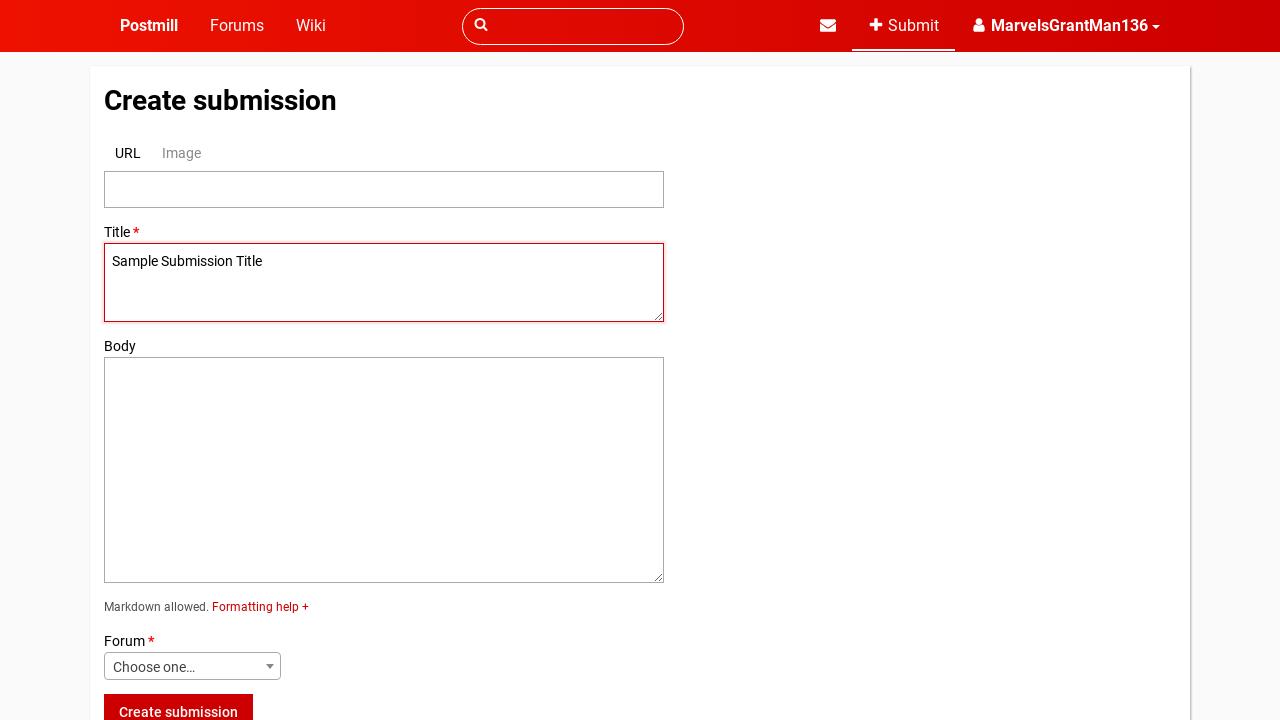 Postmill Forums Wiki Submit MarvelsGrantMan136
Create submission
URL Image
Title *
Sample Submission Title
Body
Markdown allowed. Formatting help +
Forum *
Choose one…
Create submission